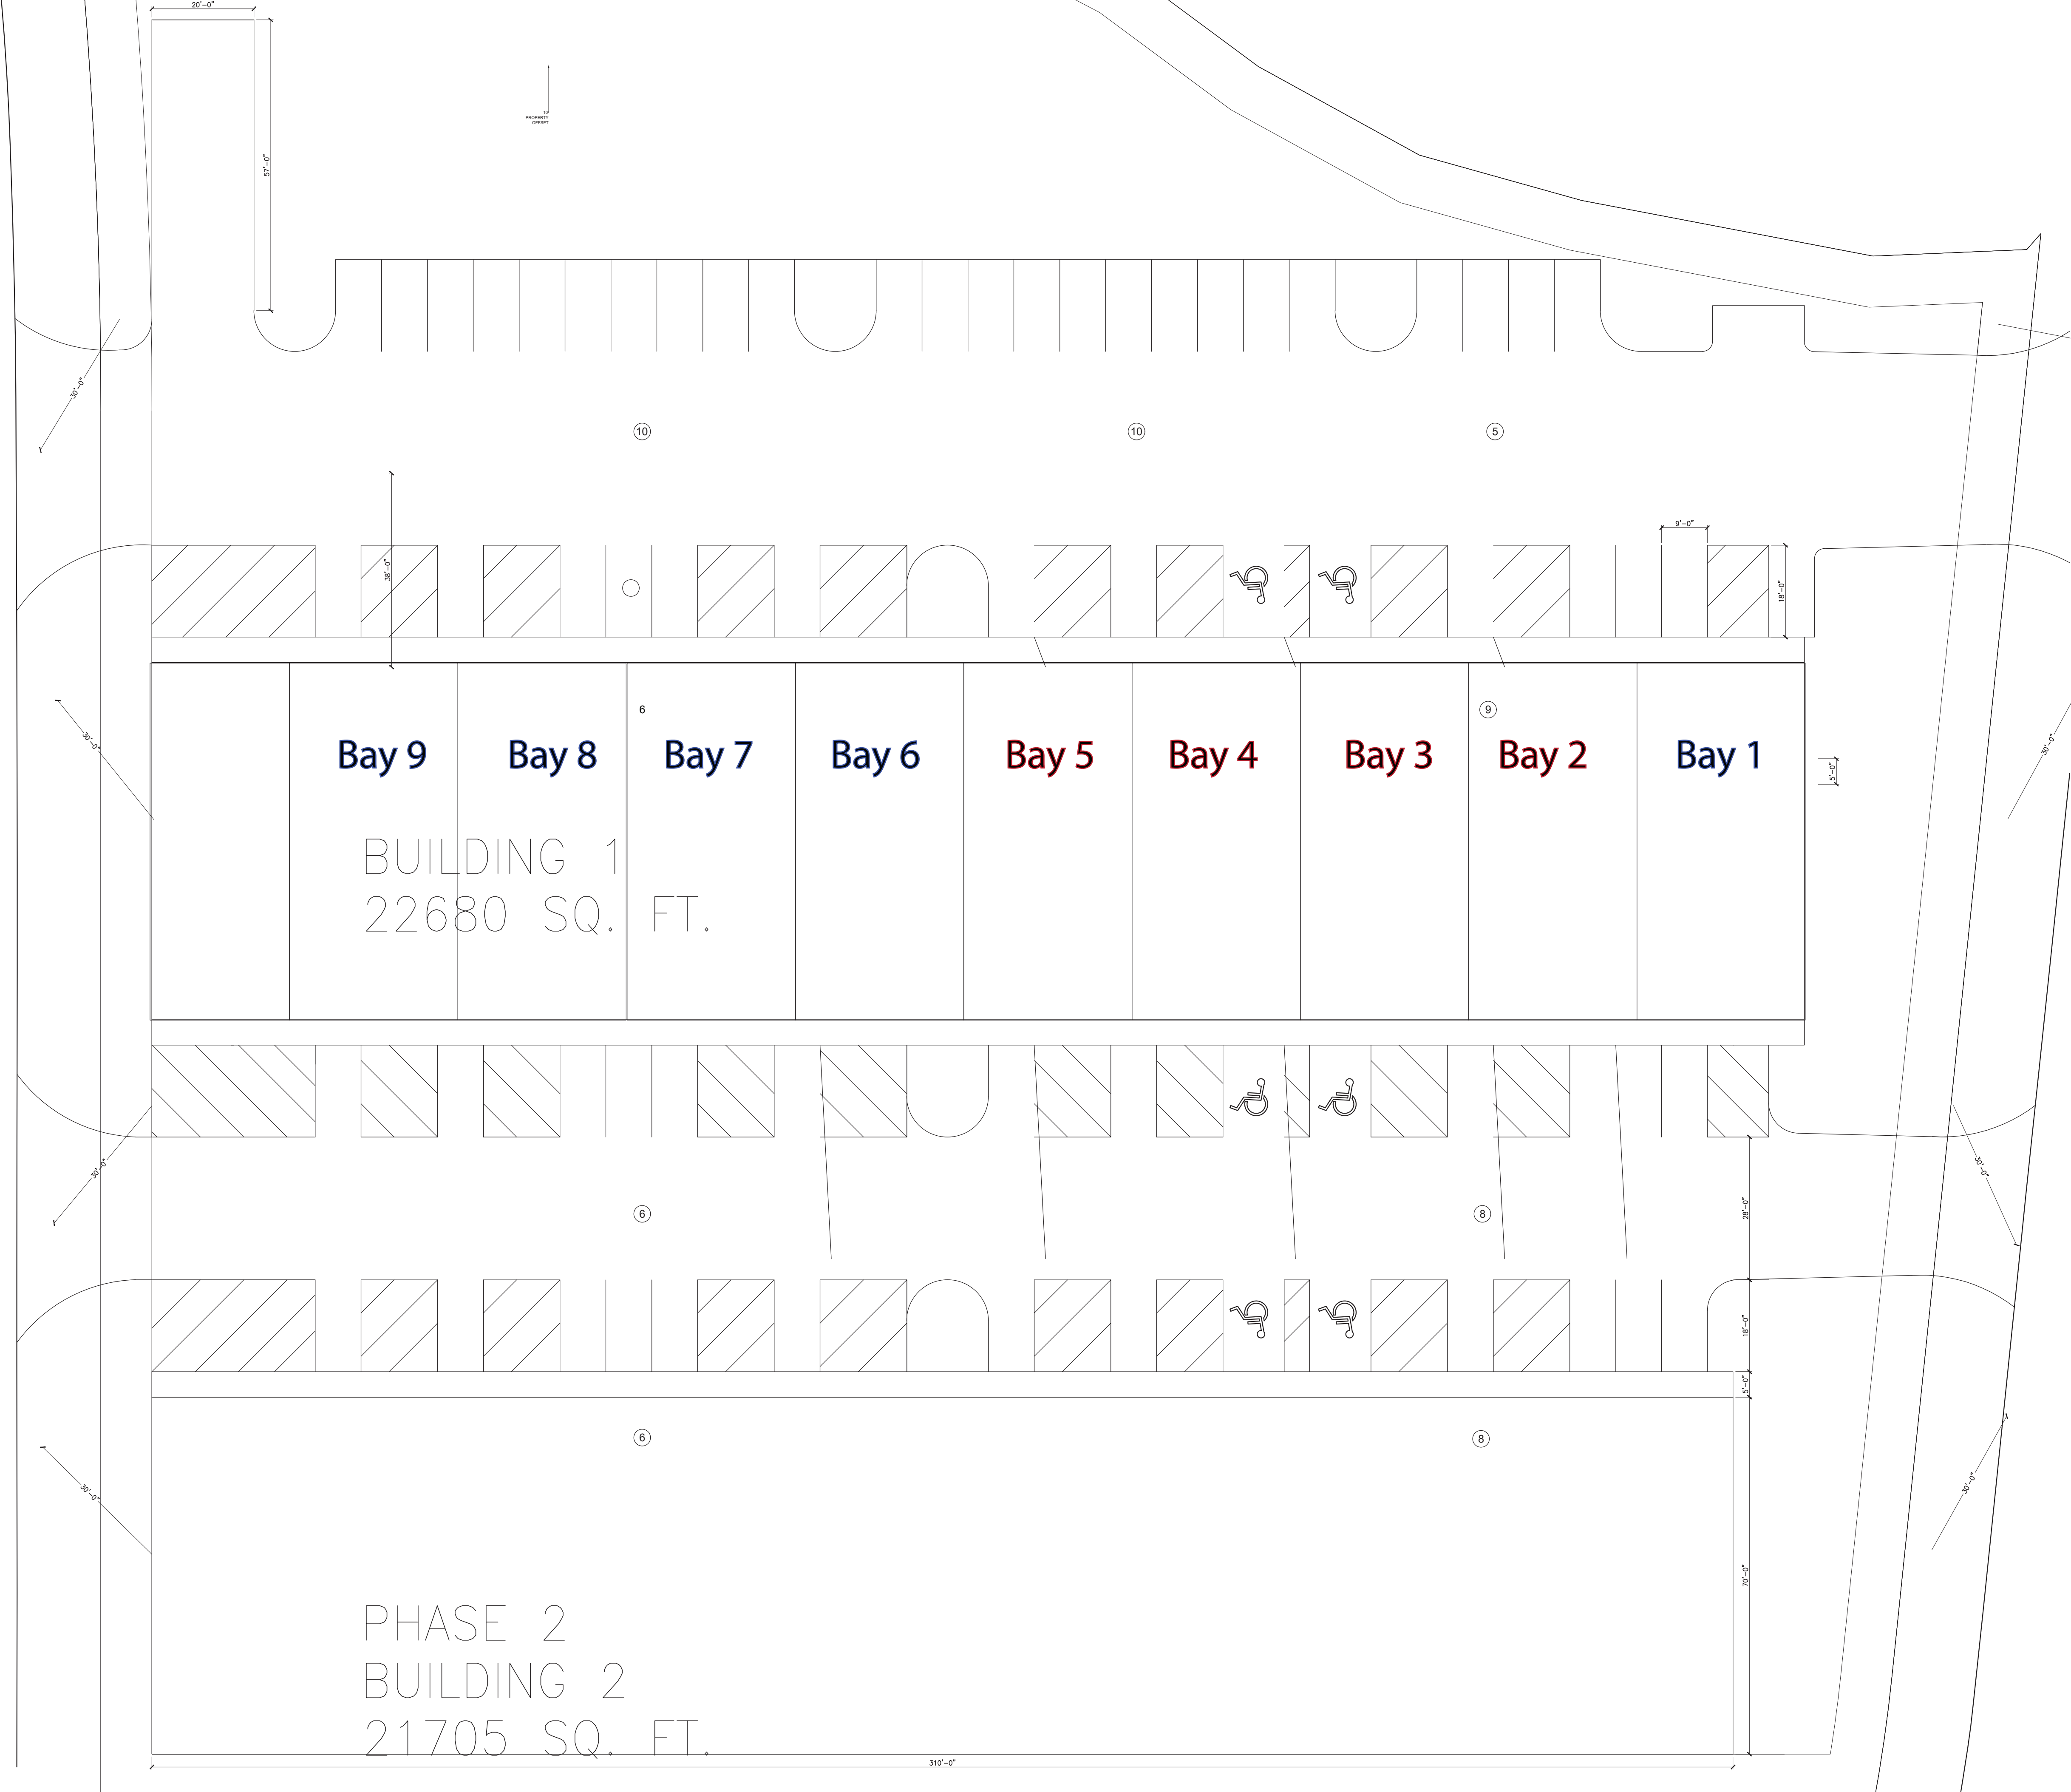 20'-0"
57'-0"
10'
PROPERTY
OFFSET
30'-0"
10
10
5
9'-0"
38'-0"
18'-0"
6
9
30'-0"
Bay 9
Bay 8
Bay 7
Bay 6
Bay 5
Bay 4
Bay 3
Bay 2
Bay 1
30'-0"
5'-0"
BUILDING 1
22680 SQ. FT.
30'-0"
30'-0"
6
8
28'-0"
18'-0"
5'-0"
6
8
30'-0"
30'-0"
70'-0"
PHASE 2
BUILDING 2
21705 SQ. FT.
310'-0"